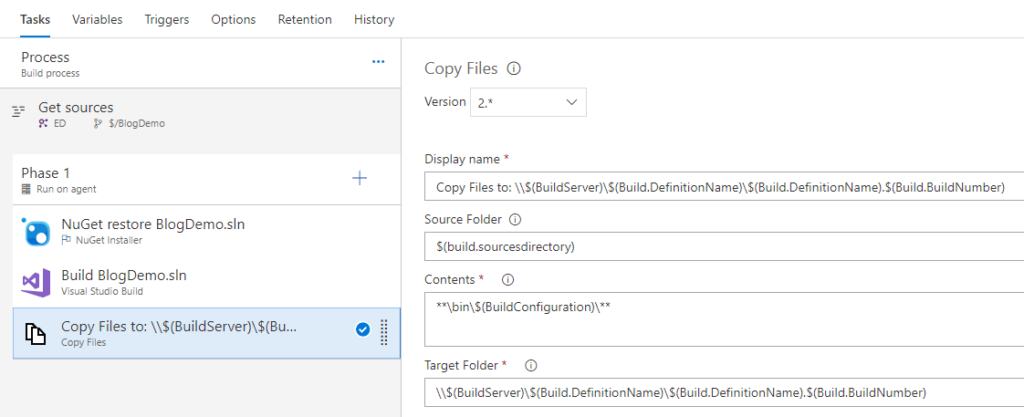 Tasks Variables Triggers Options Retention History
Process
Build process
Get sources
ED $/BlogDemo
Phase 1
Run on agent
NuGet restore BlogDemo.sln
NuGet Installer
Build BlogDemo.sln
Visual Studio Build
Copy Files to: \\$(BuildServer)\$(Bu...
Copy Files
Copy Files
Version 2.*
Display name *
Copy Files to: \\$(BuildServer)\$(Build.DefinitionName)\$(Build.DefinitionName).$(Build.BuildNumber)
Source Folder
$(build.sourcesdirectory)
Contents *
**\bin\$(BuildConfiguration)\**
Target Folder *
\\$(BuildServer)\$(Build.DefinitionName)\$(Build.DefinitionName).$(Build.BuildNumber)